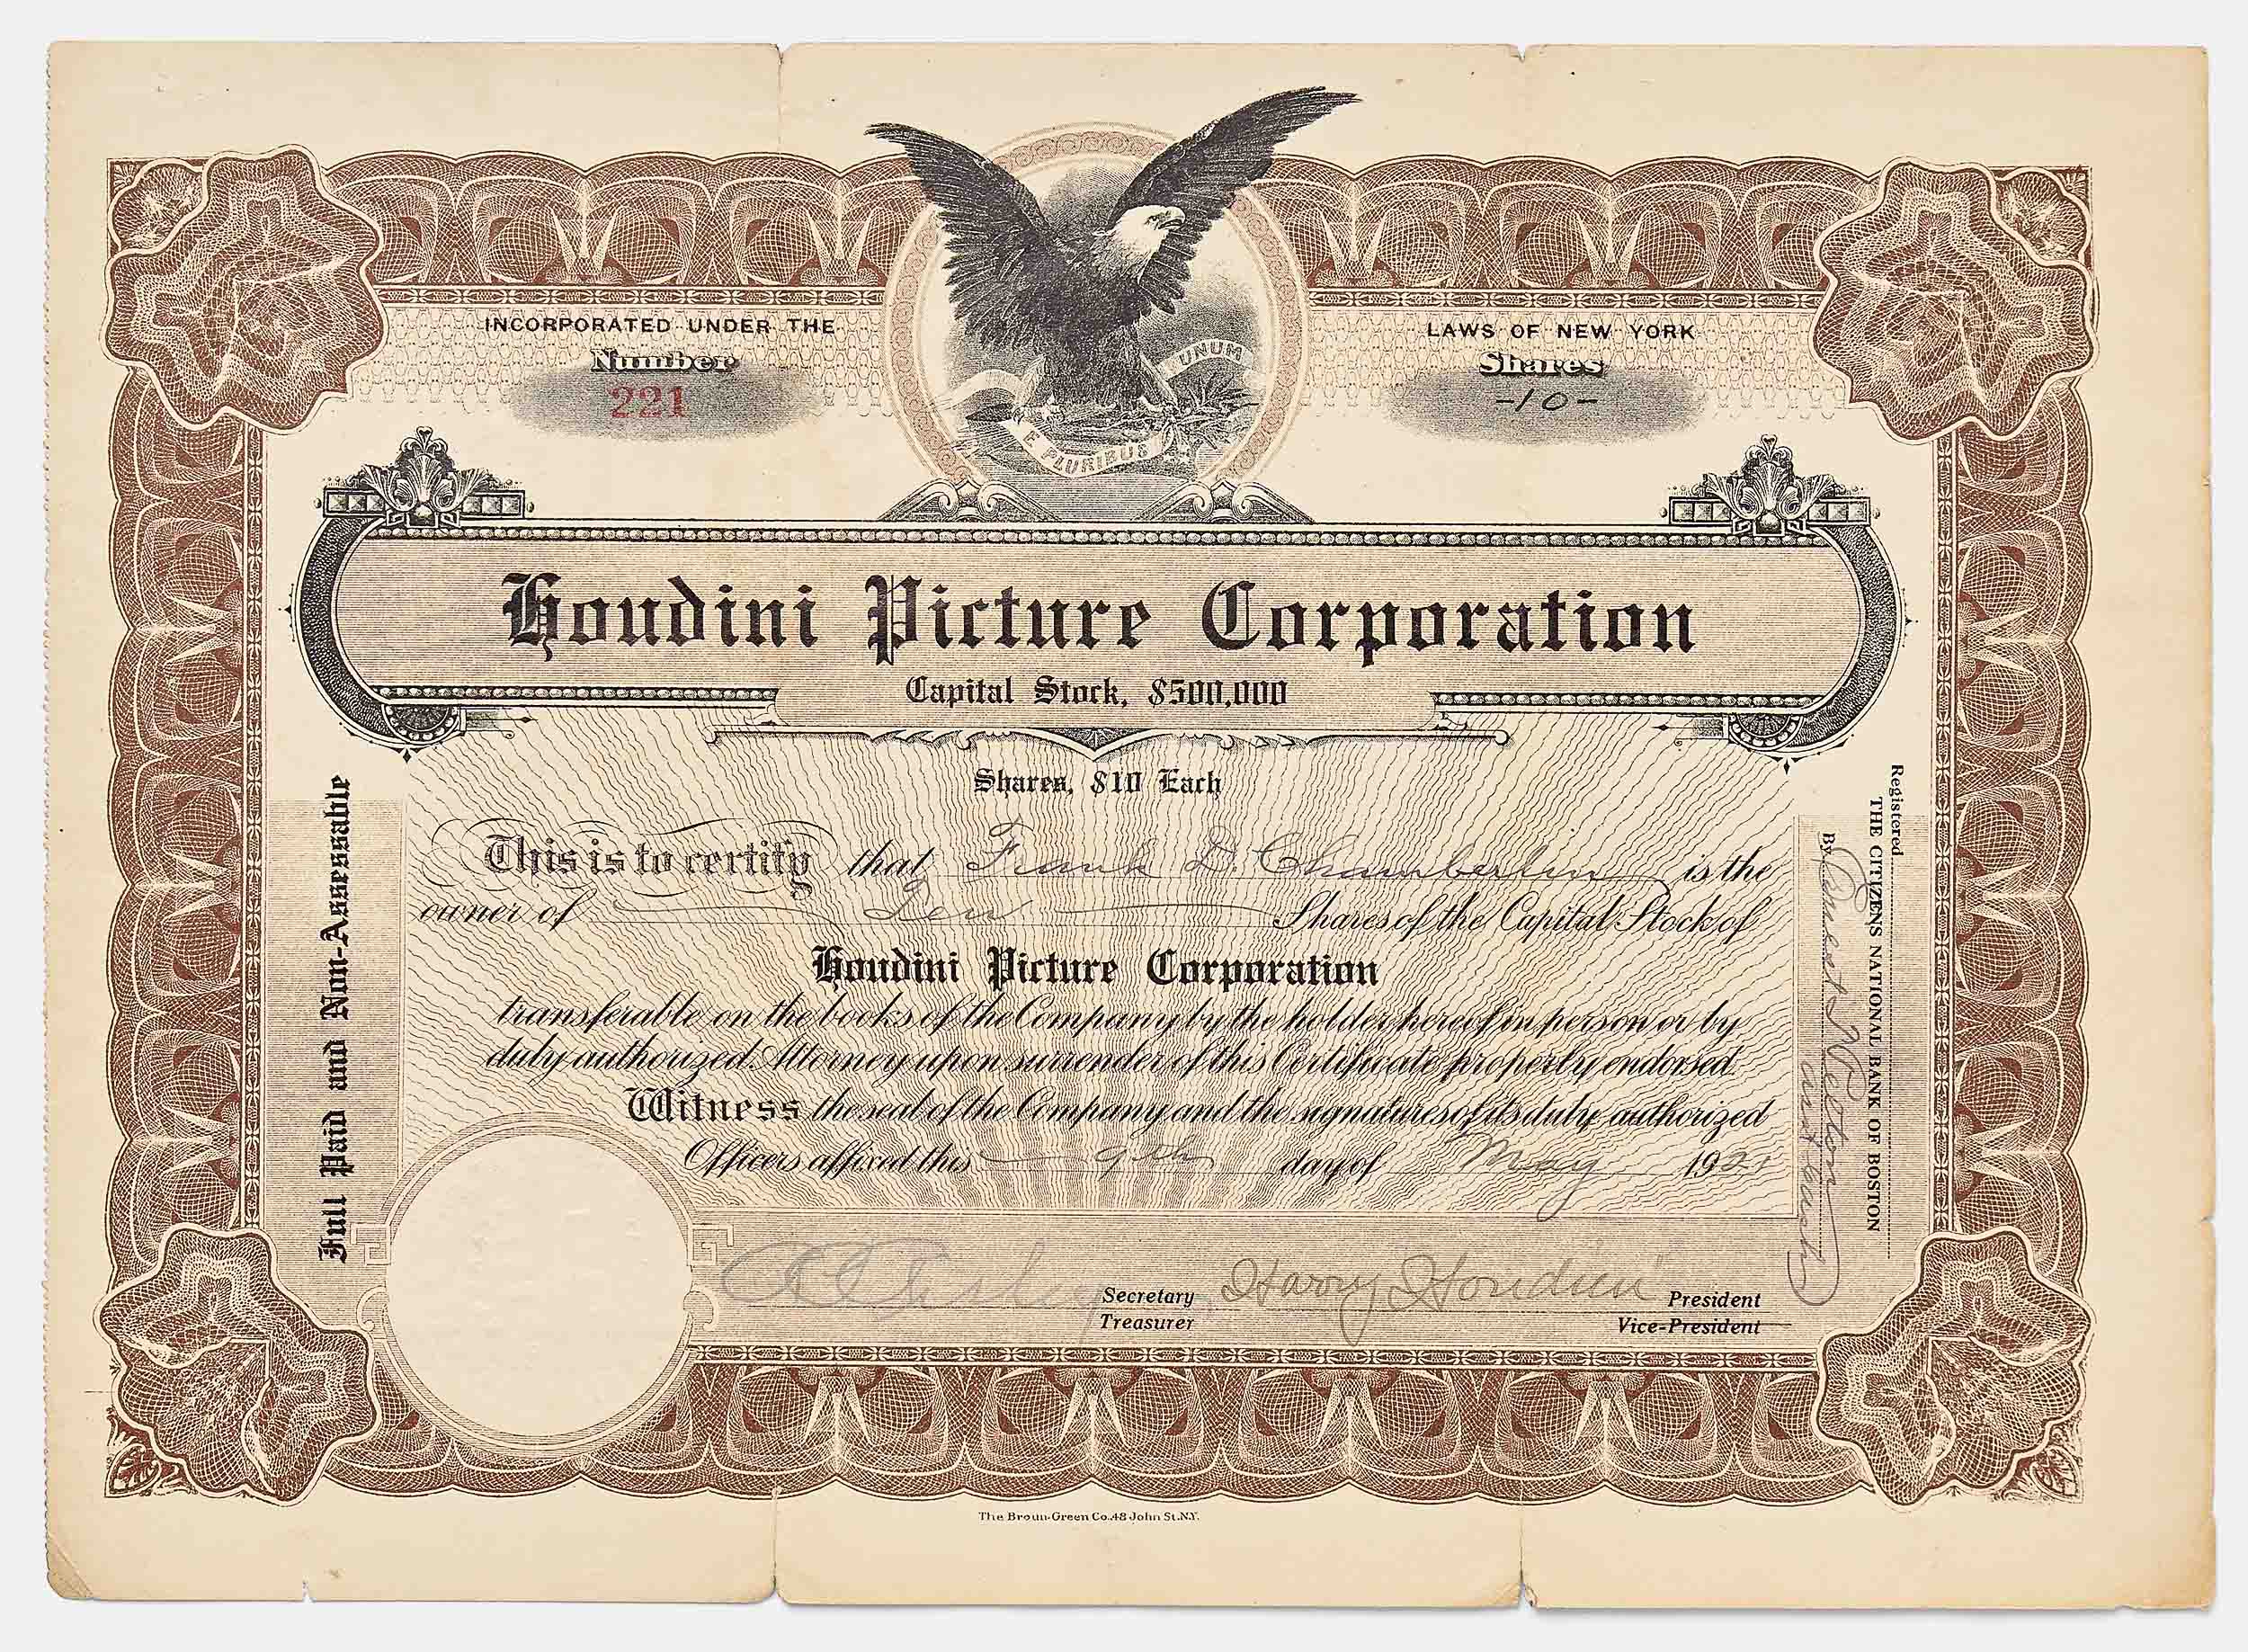 INCORPORATED UNDER THE
LAWS OF NEW YORK
Number
221
Shares
-10-
E PLURIBUS UNUM
Houdini Picture Corporation
Capital Stock, $500,000
Shares, $10 Each
This is to certify that Frank D. Chamberlin is the
owner of Ten Shares of the Capital Stock of
Houdini Picture Corporation
transferable on the books of the Company by the holder hereof in person or by
duly authorized Attorney upon surrender of this Certificate properly endorsed.
Witness the seal of the Company and the signatures of its duly authorized
Officers affixed this 9th day of May 1921
Harry Houdini
Secretary
Treasurer
President
Vice-President
Full Paid and Non-Assessable
Registered
THE CITIZENS NATIONAL BANK OF BOSTON
By
The Broun-Green Co. 48 John St. N.Y.